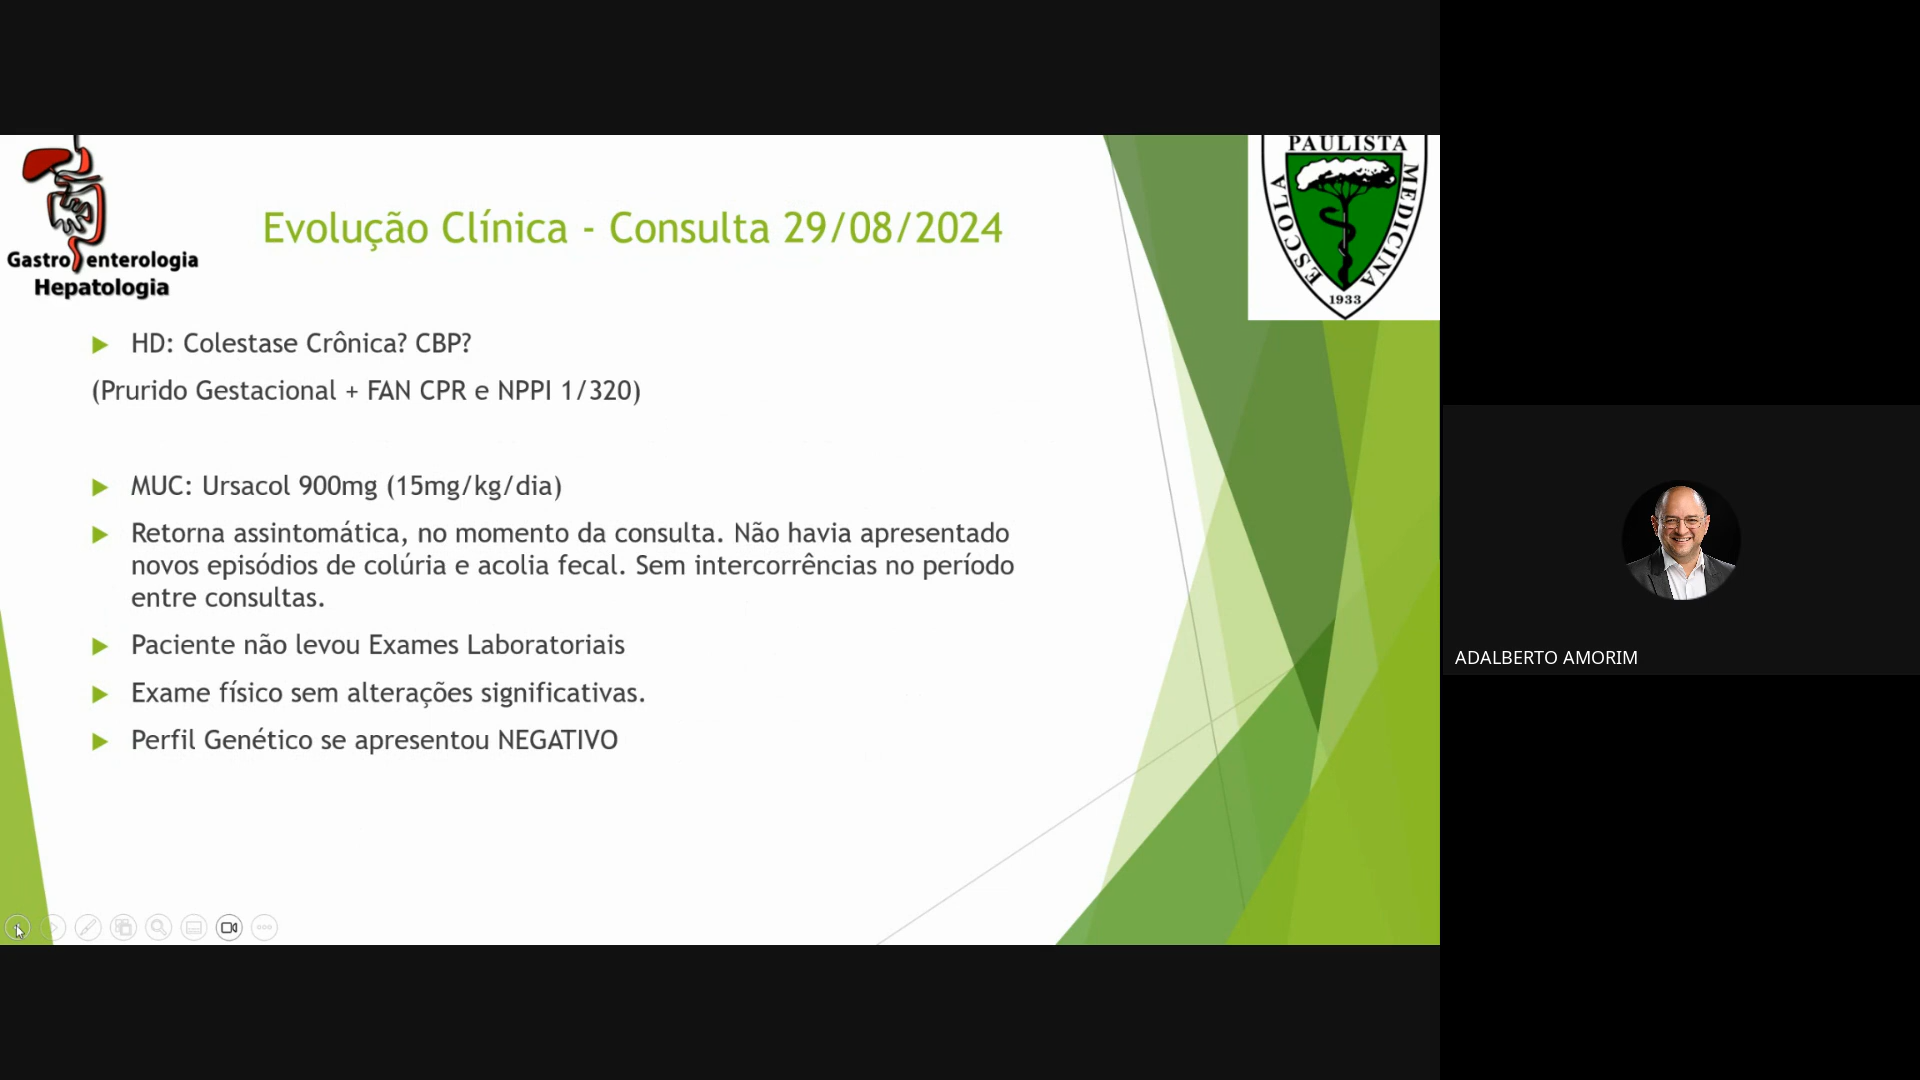 Gastroenterologia
Hepatologia
Evolução Clínica - Consulta 29/08/2024
ESCOLA PAULISTA MEDICINA
1933
HD: Colestase Crônica? CBP?
(Prurido Gestacional + FAN CPR e NPPI 1/320)
MUC: Ursacol 900mg (15mg/kg/dia)
Retorna assintomática, no momento da consulta. Não havia apresentado
novos episódios de colúria e acolia fecal. Sem intercorrências no período
entre consultas.
Paciente não levou Exames Laboratoriais
Exame físico sem alterações significativas.
Perfil Genético se apresentou NEGATIVO
ADALBERTO AMORIM